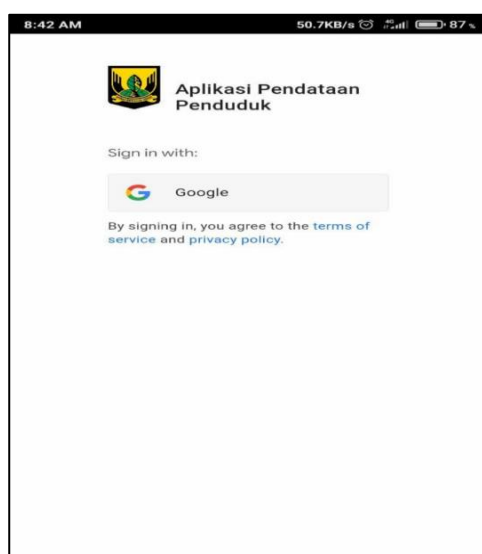 8:42 AM 50.7KB/s 4G 87 %
Aplikasi Pendataan
Penduduk
Sign in with:
Google
By signing in, you agree to the terms of
service and privacy policy.